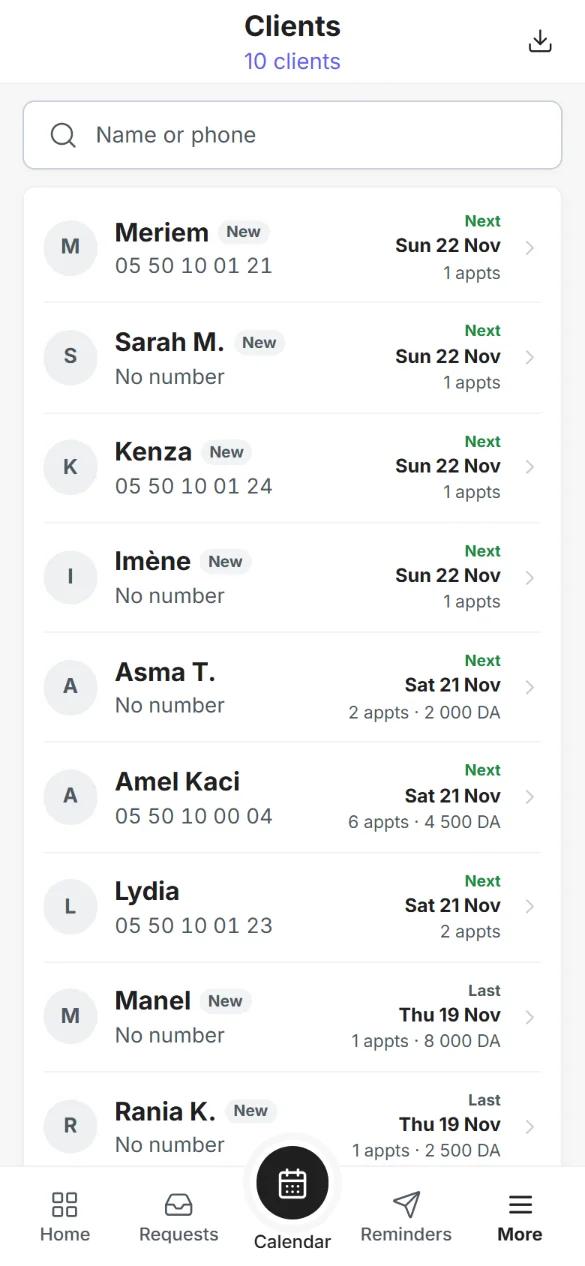 Clients
10 clients
Name or phone
M
Meriem New
05 50 10 01 21
Next
Sun 22 Nov
1 appts
S
Sarah M. New
No number
Next
Sun 22 Nov
1 appts
K
Kenza New
05 50 10 01 24
Next
Sun 22 Nov
1 appts
I
Imène New
No number
Next
Sun 22 Nov
1 appts
A
Asma T.
No number
Next
Sat 21 Nov
2 appts · 2 000 DA
A
Amel Kaci
05 50 10 00 04
Next
Sat 21 Nov
6 appts · 4 500 DA
L
Lydia
05 50 10 01 23
Next
Sat 21 Nov
2 appts
M
Manel New
No number
Last
Thu 19 Nov
1 appts · 8 000 DA
R
Rania K. New
No number
Last
Thu 19 Nov
1 appts · 2 500 DA
Home
Requests
Calendar
Reminders
More